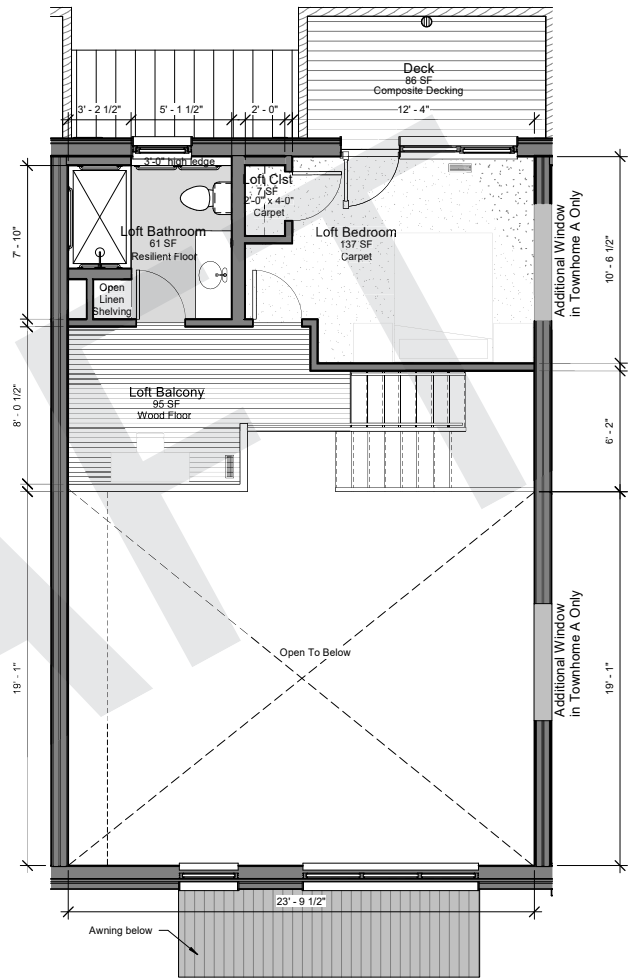 Deck
86 SF
Composite Decking
3' - 2 1/2"
5' - 1 1/2"
2' - 0"
12' - 4"
3'-0" high edge
Loft Clst
7 SF
2'-0" x 4'-0"
Carpet
Loft Bathroom
61 SF
Resilient Floor
Loft Bedroom
137 SF
Carpet
7' - 10"
10' - 6 1/2"
Additional Window
in Townhome A Only
Open
Linen
Shelving
Loft Balcony
95 SF
Wood Floor
8' - 0 1/2"
6' - 2"
Open To Below
19' - 1"
Additional Window
in Townhome A Only
19' - 1"
23' - 9 1/2"
Awning below
AFT